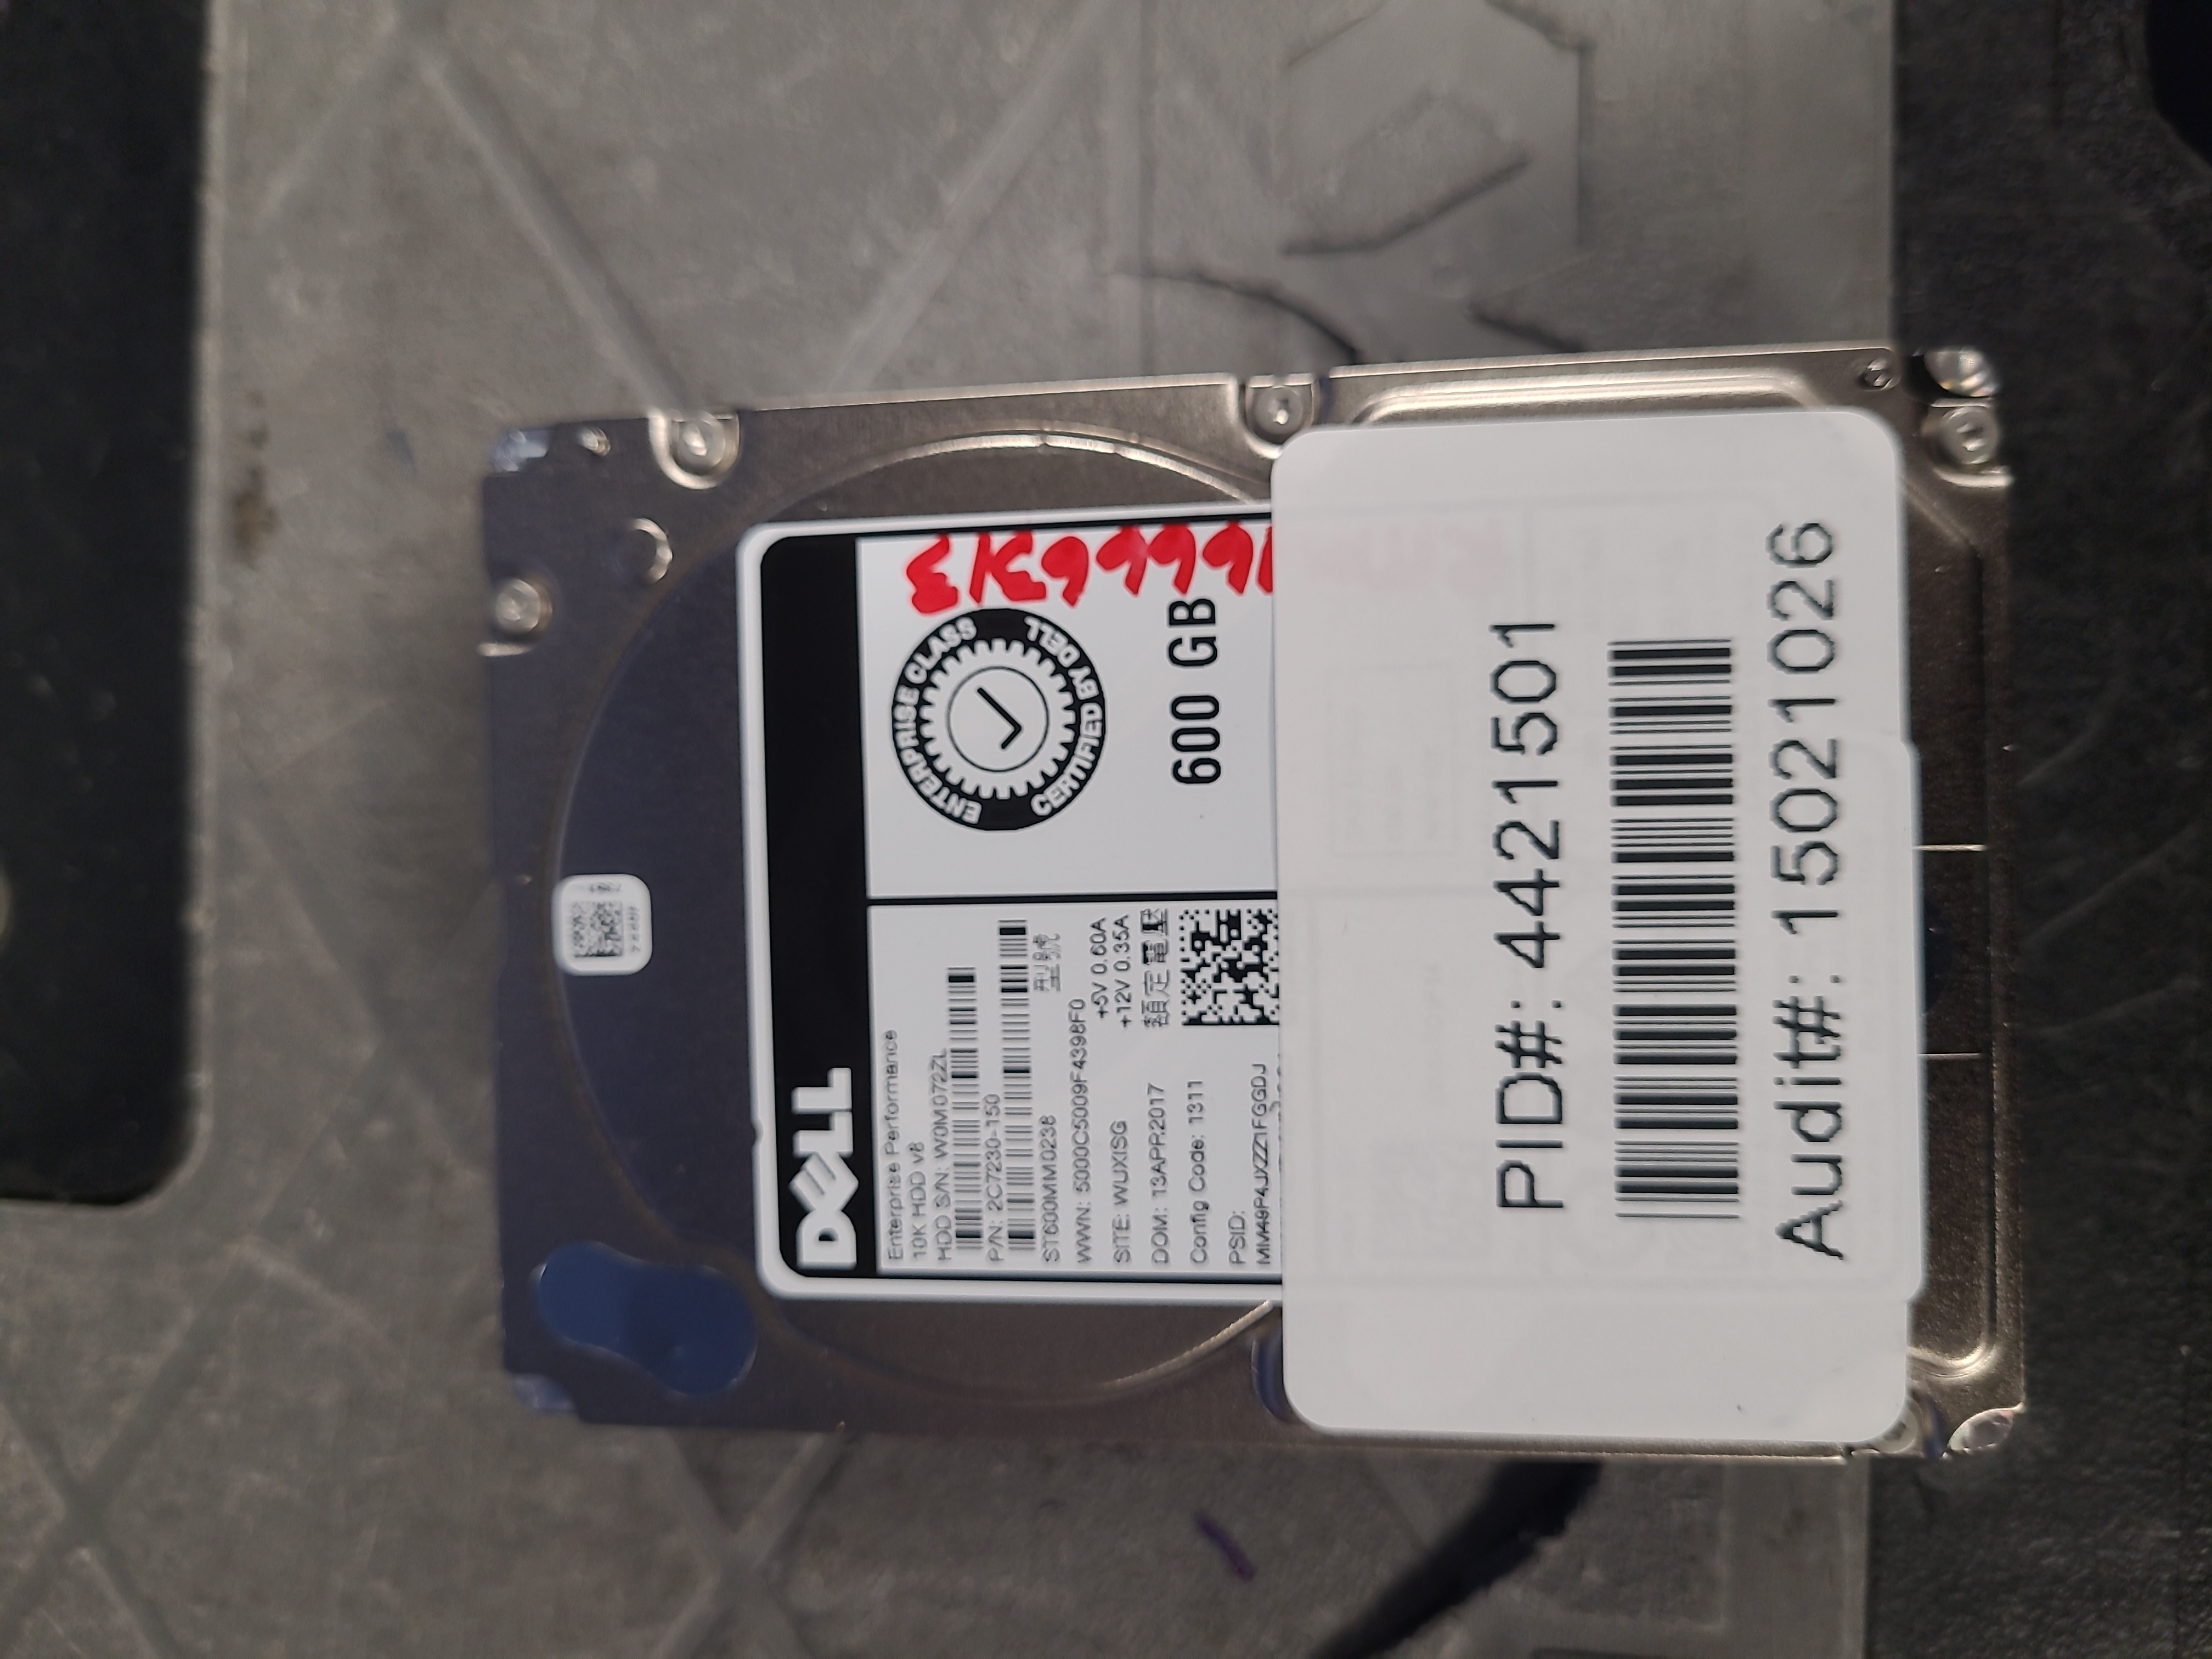 DELL
Enterprise Performance
10K HDD v8
HDD S/N: W0M072ZL
P/N: 2C7230-150
ST600MM0238 型號
WWN: 5000C5009F4398F0
+5V 0.60A
SITE: WUXISG +12V 0.35A
DOM: 13APR2017 額定電壓
Config Code: 1311
PSID:
MM49P4JXZZ1FGGDJ
ENTERPRISE CLASS
CERTIFIED BY DELL
600 GB
PID#: 4421501
Audit#: 15021026